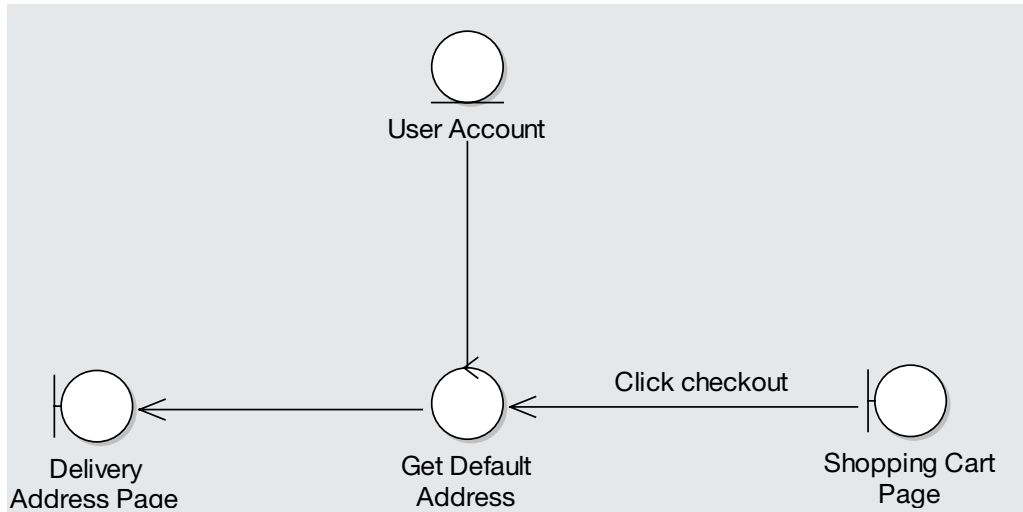 User Account
Click checkout
Delivery
Address Page
Get Default
Address
Shopping Cart
Page